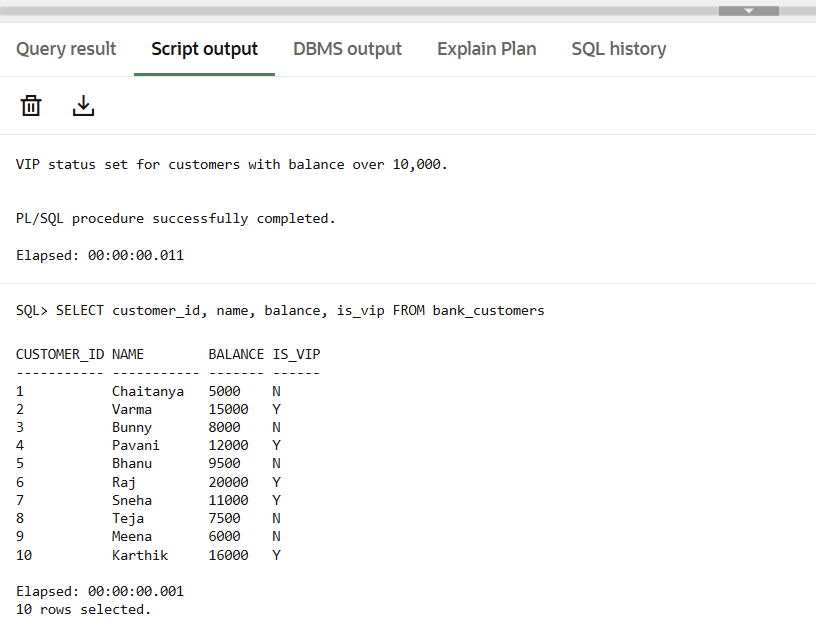 Query result Script output DBMS output Explain Plan SQL history
VIP status set for customers with balance over 10,000.
PL/SQL procedure successfully completed.
Elapsed: 00:00:00.011
SQL> SELECT customer_id, name, balance, is_vip FROM bank_customers
CUSTOMER_ID NAME        BALANCE IS_VIP
----------- ----------- ------- ------
1           Chaitanya   5000    N
2           Varma       15000   Y
3           Bunny       8000    N
4           Pavani      12000   Y
5           Bhanu       9500    N
6           Raj         20000   Y
7           Sneha       11000   Y
8           Teja        7500    N
9           Meena       6000    N
10          Karthik     16000   Y
Elapsed: 00:00:00.001
10 rows selected.